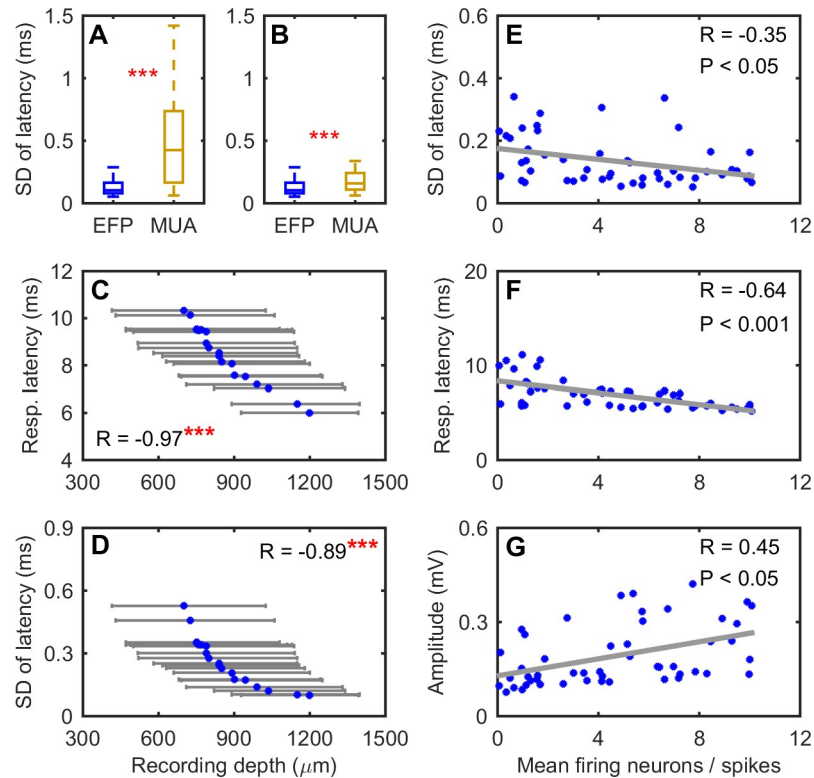 A
SD of latency (ms)
1.5
1
0.5
0
***
EFP MUA
B
1.5
1
0.5
0
***
EFP MUA
E
SD of latency (ms)
0.6
0.4
0.2
0
R = -0.35
P < 0.05
0 4 8 12
C
Resp. latency (ms)
12
10
8
6
4
R = -0.97***
300 600 900 1200 1500
F
Resp. latency (ms)
20
10
0
R = -0.64
P < 0.001
0 4 8 12
D
SD of latency (ms)
0.9
0.6
0.3
0
R = -0.89***
300 600 900 1200 1500
Recording depth (μm)
G
Amplitude (mV)
0.6
0.3
0
R = 0.45
P < 0.05
0 4 8 12
Mean firing neurons / spikes